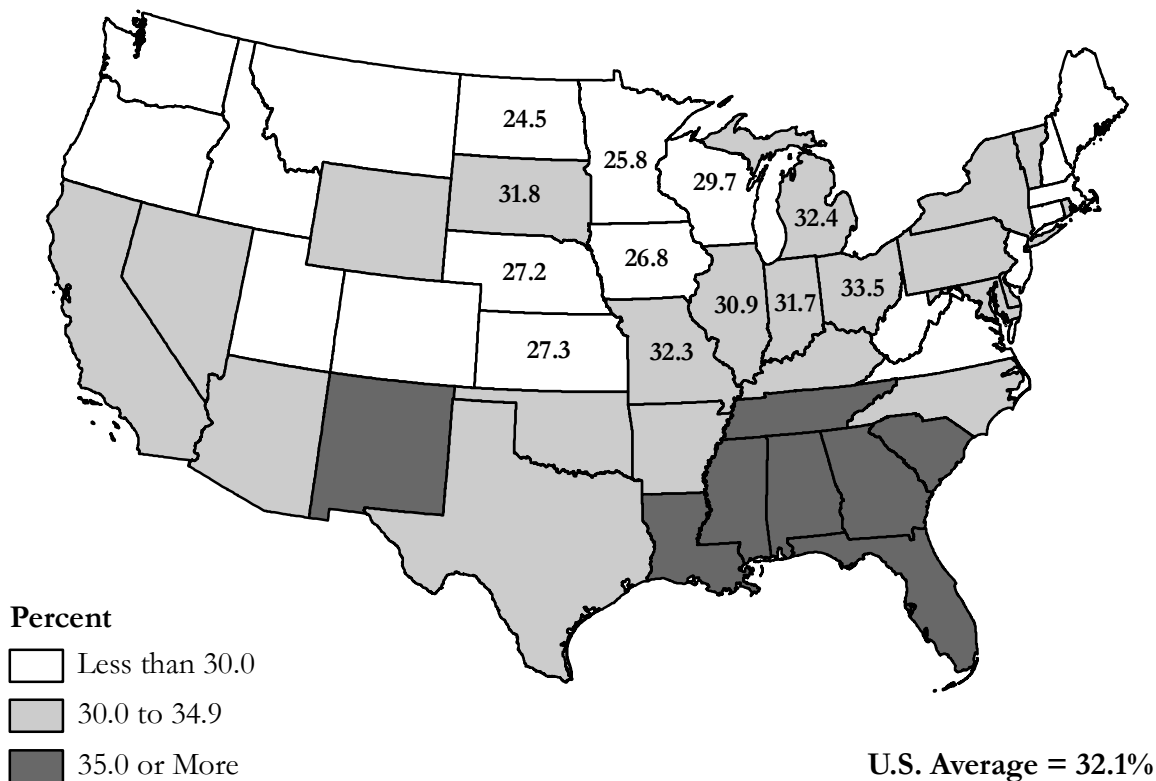 24.5
25.8
29.7
31.8
32.4
26.8
27.2
33.5
30.9
31.7
27.3
32.3
Percent
Less than 30.0
30.0 to 34.9
35.0 or More
U.S. Average = 32.1%